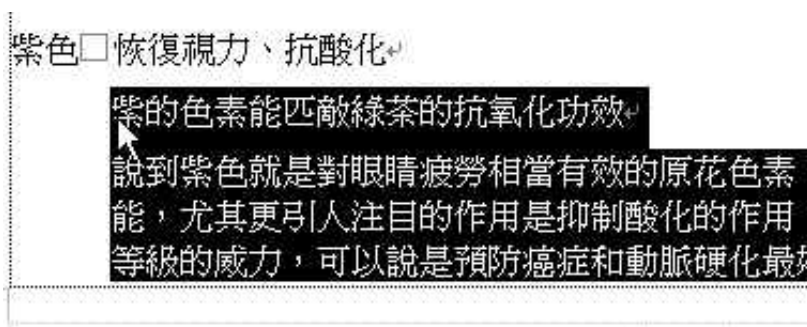 紫色□恢復視力、抗酸化↵
紫的色素能匹敵綠茶的抗氧化功效↵
說到紫色就是對眼睛疲勞相當有效的原花色素
能，尤其更引人注目的作用是抑制酸化的作用
等級的威力，可以說是預防癌症和動脈硬化最